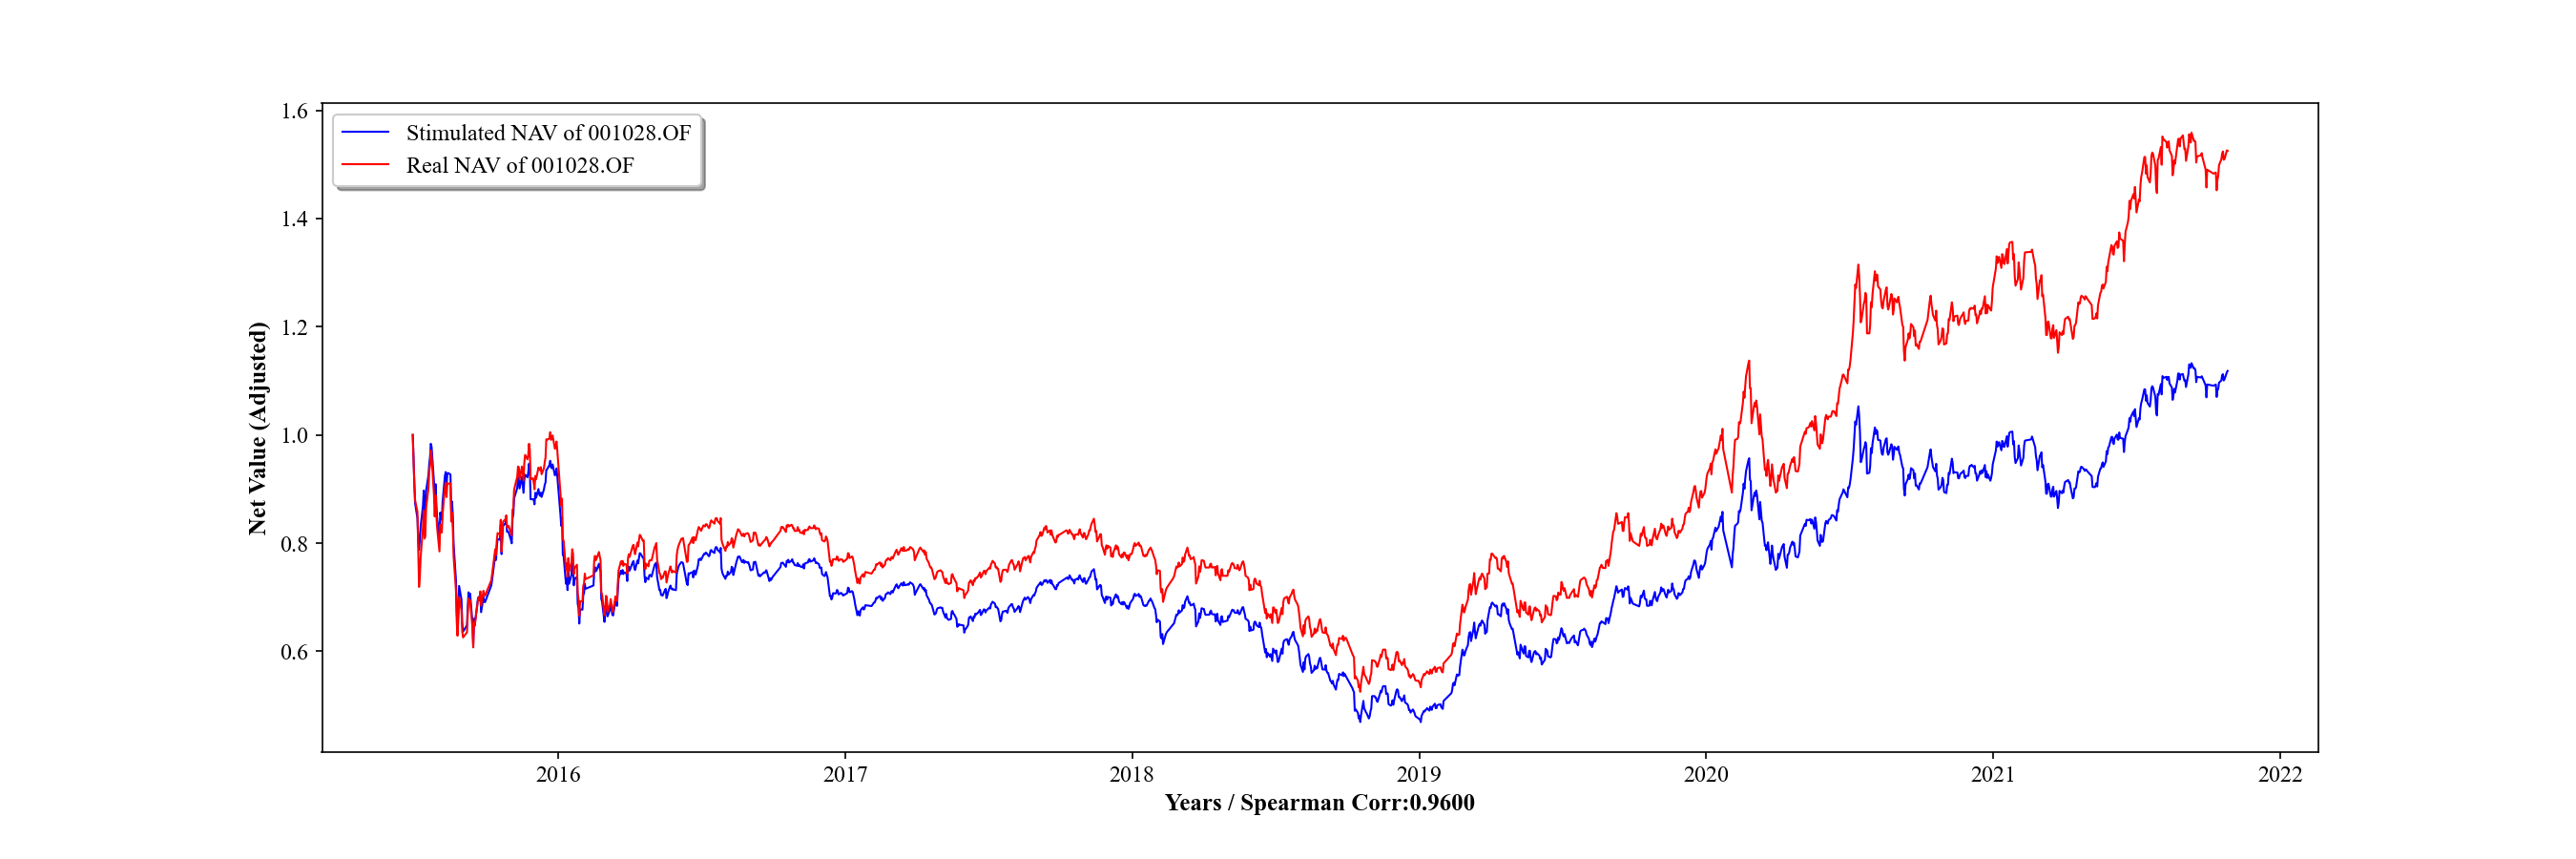 1.6
1.4
1.2
1.0
0.8
0.6
Net Value (Adjusted)
Stimulated NAV of 001028.OF
Real NAV of 001028.OF
2016 2017 2018 2019 2020 2021 2022
Years / Spearman Corr:0.9600